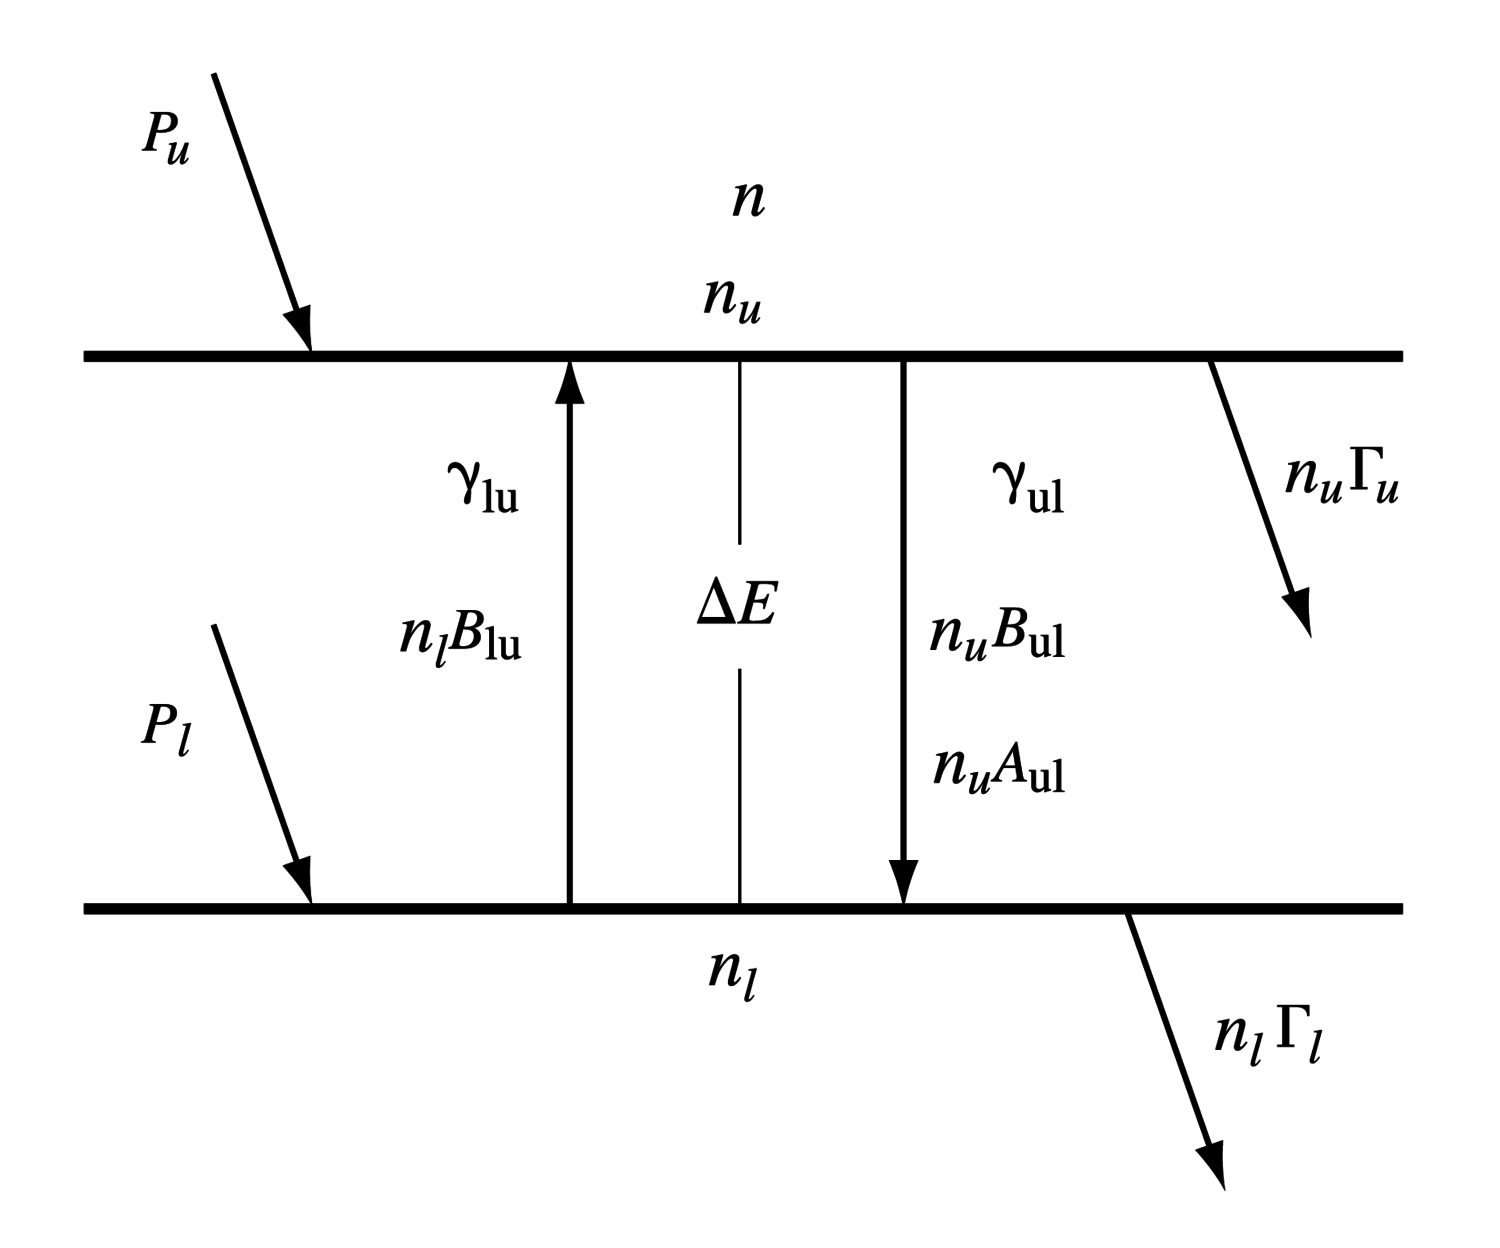 P_u
n
n_u
γ_lu
γ_ul
n_u Γ_u
ΔE
n_l B_lu
n_u B_ul
P_l
n_u A_ul
n_l
n_l Γ_l